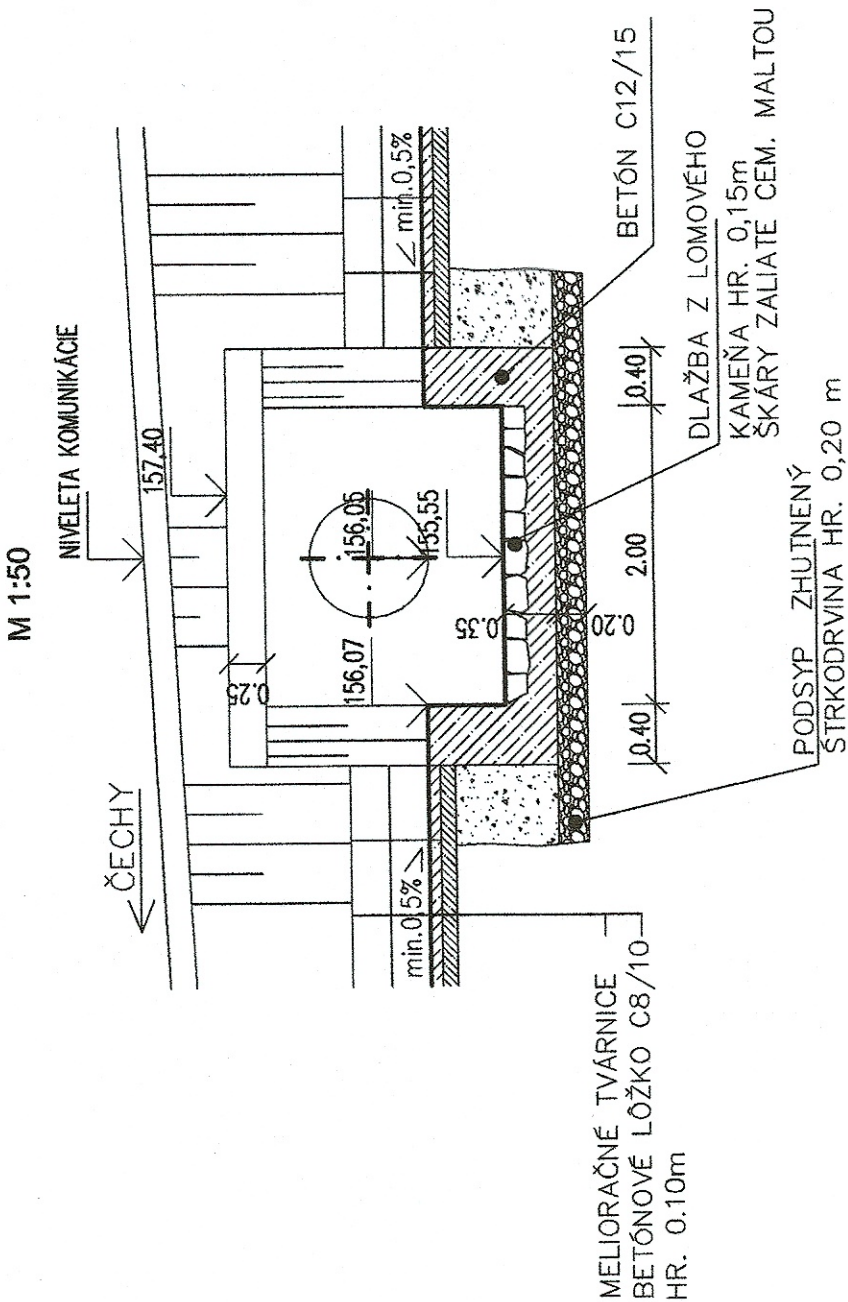 M 1:50
NIVELETA KOMUNIKÁCIE
157.40
ČECHY
0.25
156,07
156,05
155,55
min.0,5%
min.0,5%
0.35
0.20
0.40
2.00
0.40
BETÓN C12/15
DLAŽBA Z LOMOVÉHO
KAMEŇA HR. 0,15m
ŠKÁRY ZALIATE CEM. MALTOU
PODSYP ZHUTNENÝ
ŠTRKODRVINA HR. 0,20 m
MELIORAČNÉ TVÁRNICE
BETÓNOVÉ LÔŽKO C8/10
HR. 0.10m